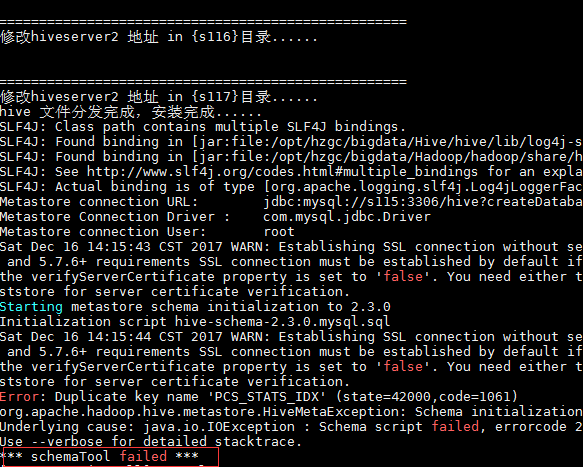 ===================================================
修改hiveserver2 地址 in {s116}目录......
===================================================
修改hiveserver2 地址 in {s117}目录......
hive 文件分发完成，安装完成......
SLF4J: Class path contains multiple SLF4J bindings.
SLF4J: Found binding in [jar:file:/opt/hzgc/bigdata/Hive/hive/lib/log4j-s
SLF4J: Found binding in [jar:file:/opt/hzgc/bigdata/Hadoop/hadoop/share/h
SLF4J: See http://www.slf4j.org/codes.html#multiple_bindings for an expla
SLF4J: Actual binding is of type [org.apache.logging.slf4j.Log4jLoggerFac
Metastore connection URL:        jdbc:mysql://s115:3306/hive?createDataba
Metastore Connection Driver :    com.mysql.jdbc.Driver
Metastore connection User:       root
Sat Dec 16 14:15:43 CST 2017 WARN: Establishing SSL connection without se
 and 5.7.6+ requirements SSL connection must be established by default if
the verifyServerCertificate property is set to 'false'. You need either t
ststore for server certificate verification.
Starting metastore schema initialization to 2.3.0
Initialization script hive-schema-2.3.0.mysql.sql
Sat Dec 16 14:15:44 CST 2017 WARN: Establishing SSL connection without se
 and 5.7.6+ requirements SSL connection must be established by default if
the verifyServerCertificate property is set to 'false'. You need either t
ststore for server certificate verification.
Error: Duplicate key name 'PCS_STATS_IDX' (state=42000,code=1061)
org.apache.hadoop.hive.metastore.HiveMetaException: Schema initialization
Underlying cause: java.io.IOException : Schema script failed, errorcode 2
Use --verbose for detailed stacktrace.
*** schemaTool failed ***